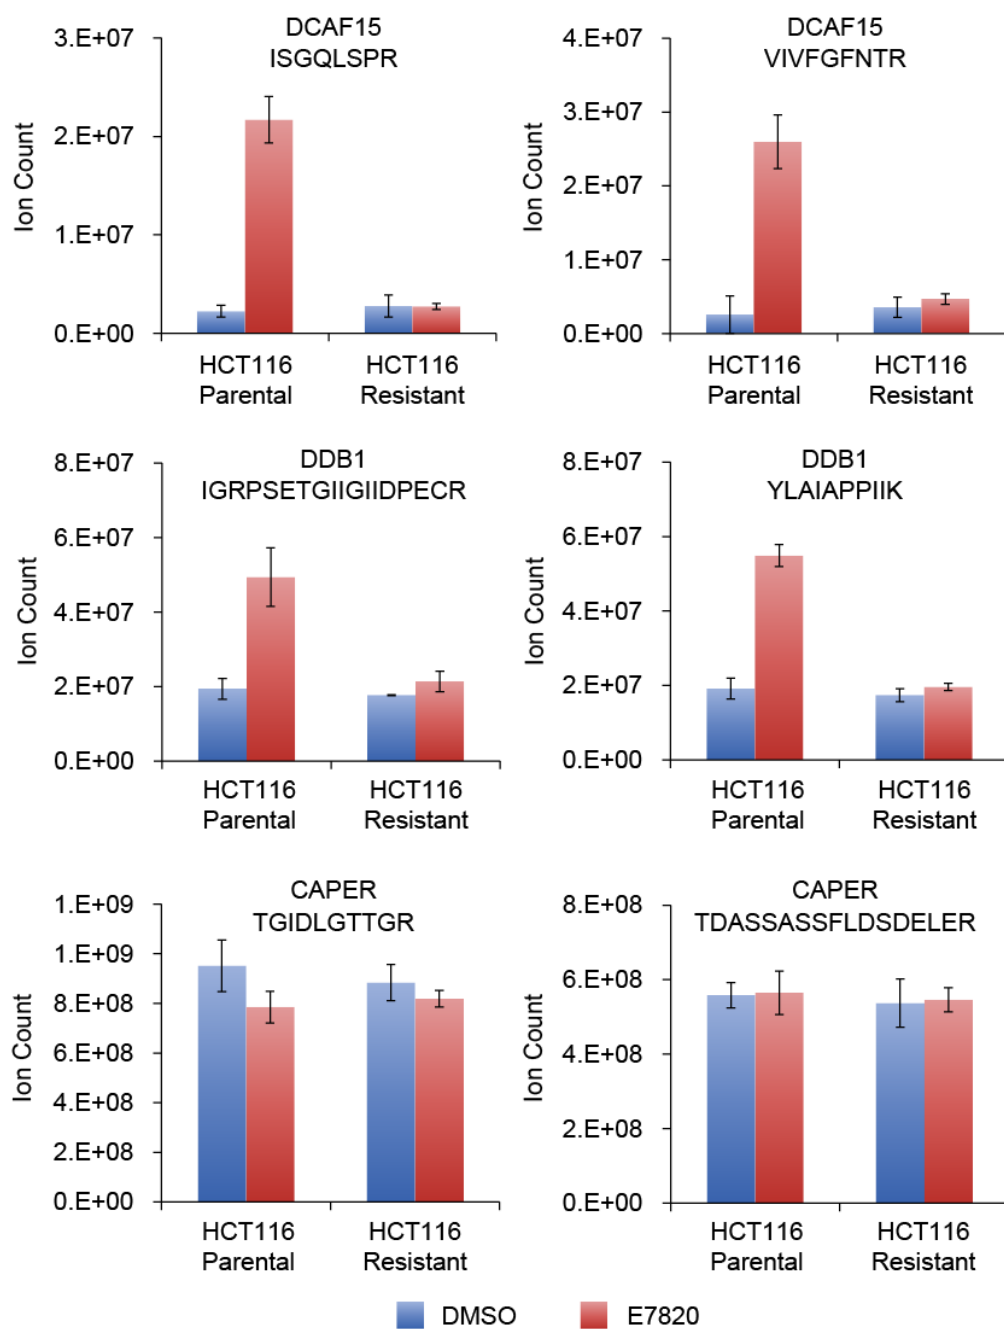 DCAF15
ISGQLSPR
3.E+07
2.E+07
1.E+07
0.E+00
Ion Count
HCT116 Parental
HCT116 Resistant
DCAF15
VIVFGFNTR
4.E+07
3.E+07
2.E+07
1.E+07
0.E+00
Ion Count
HCT116 Parental
HCT116 Resistant
DDB1
IGRPSETGIIGIIDPECR
8.E+07
6.E+07
4.E+07
2.E+07
0.E+00
Ion Count
HCT116 Parental
HCT116 Resistant
DDB1
YLAIAPPIIK
8.E+07
6.E+07
4.E+07
2.E+07
0.E+00
Ion Count
HCT116 Parental
HCT116 Resistant
CAPER
TGIDLGTTGR
1.E+09
1.E+09
8.E+08
6.E+08
4.E+08
2.E+08
0.E+00
Ion Count
HCT116 Parental
HCT116 Resistant
CAPER
TDASSASSFLDSDELER
8.E+08
6.E+08
4.E+08
2.E+08
0.E+00
Ion Count
HCT116 Parental
HCT116 Resistant
DMSO
E7820